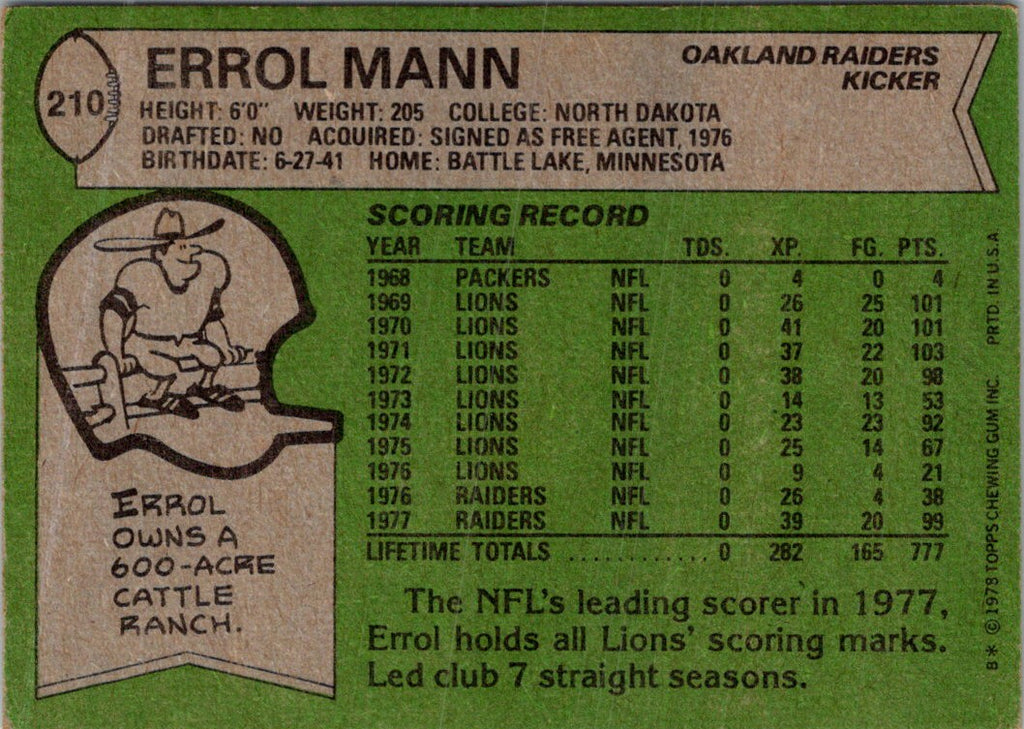 210
ERROL MANN
OAKLAND RAIDERS
KICKER
HEIGHT: 6'0" WEIGHT: 205 COLLEGE: NORTH DAKOTA
DRAFTED: NO ACQUIRED: SIGNED AS FREE AGENT, 1976
BIRTHDATE: 6-27-41 HOME: BATTLE LAKE, MINNESOTA
SCORING RECORD
YEAR TEAM TDS. XP. FG. PTS.
1968 PACKERS NFL 0 4 0 4
1969 LIONS NFL 0 26 25 101
1970 LIONS NFL 0 41 20 101
1971 LIONS NFL 0 37 22 103
1972 LIONS NFL 0 38 20 98
1973 LIONS NFL 0 14 13 53
1974 LIONS NFL 0 23 23 92
1975 LIONS NFL 0 25 14 67
1976 LIONS NFL 0 9 4 21
1976 RAIDERS NFL 0 26 4 38
1977 RAIDERS NFL 0 39 20 99
LIFETIME TOTALS ............ 0 282 165 777
The NFL's leading scorer in 1977,
Errol holds all Lions' scoring marks.
Led club 7 straight seasons.
ERROL
OWNS A
600-ACRE
CATTLE
RANCH.
B* © 1978 TOPPS CHEWING GUM INC. PRTD. IN U.S.A.